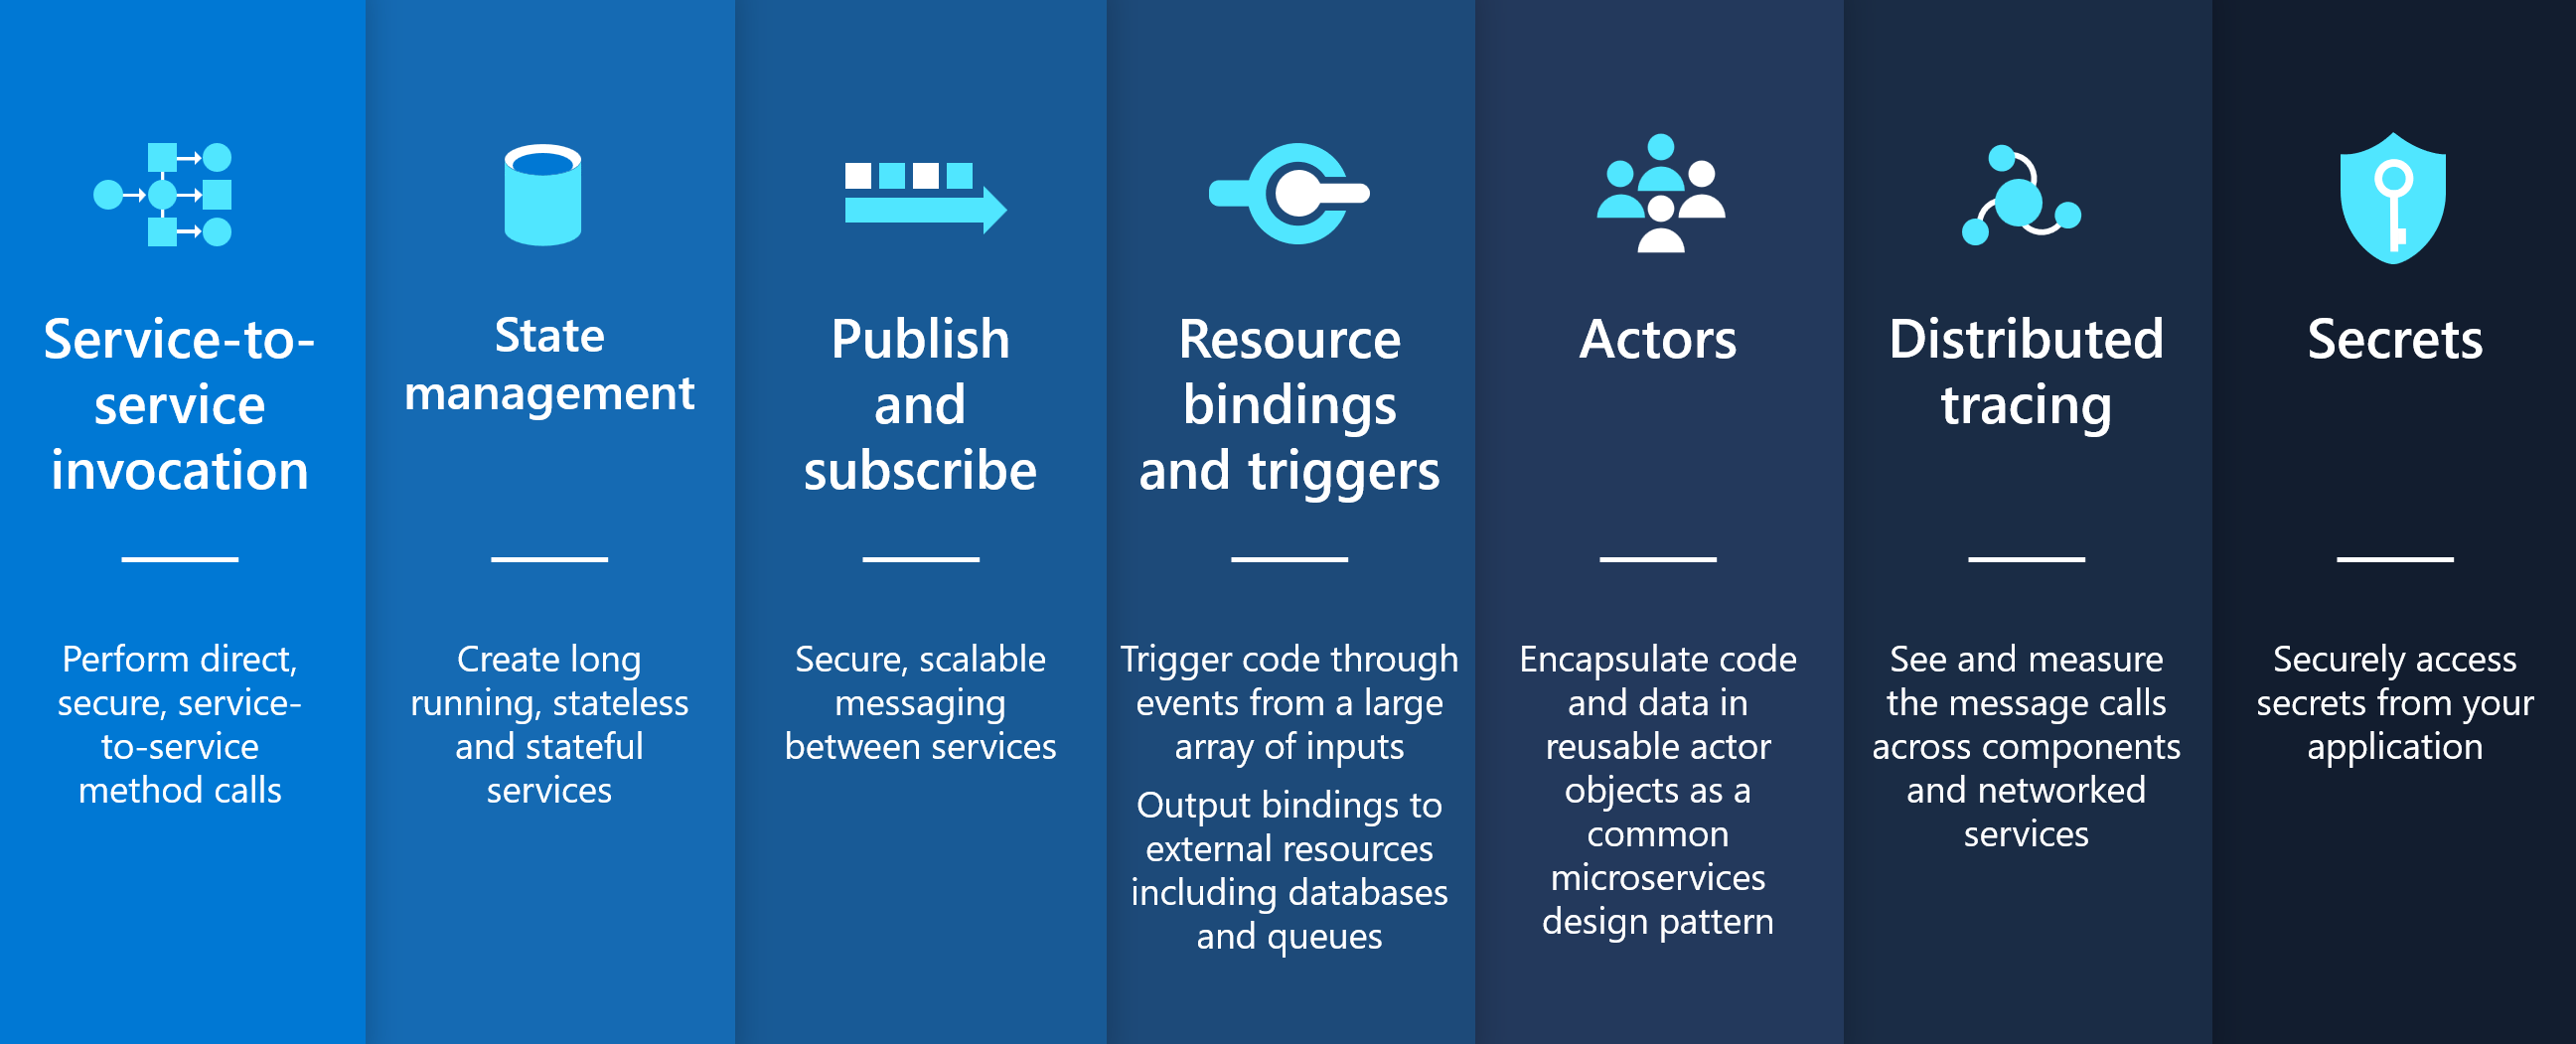 Service-to-
service
invocation
Perform direct,
secure, service-
to-service
method calls
State
management
Create long
running, stateless
and stateful
services
Publish
and
subscribe
Secure, scalable
messaging
between services
Resource
bindings
and triggers
Trigger code through
events from a large
array of inputs
Output bindings to
external resources
including databases
and queues
Actors
Encapsulate code
and data in
reusable actor
objects as a
common
microservices
design pattern
Distributed
tracing
See and measure
the message calls
across components
and networked
services
Secrets
Securely access
secrets from your
application